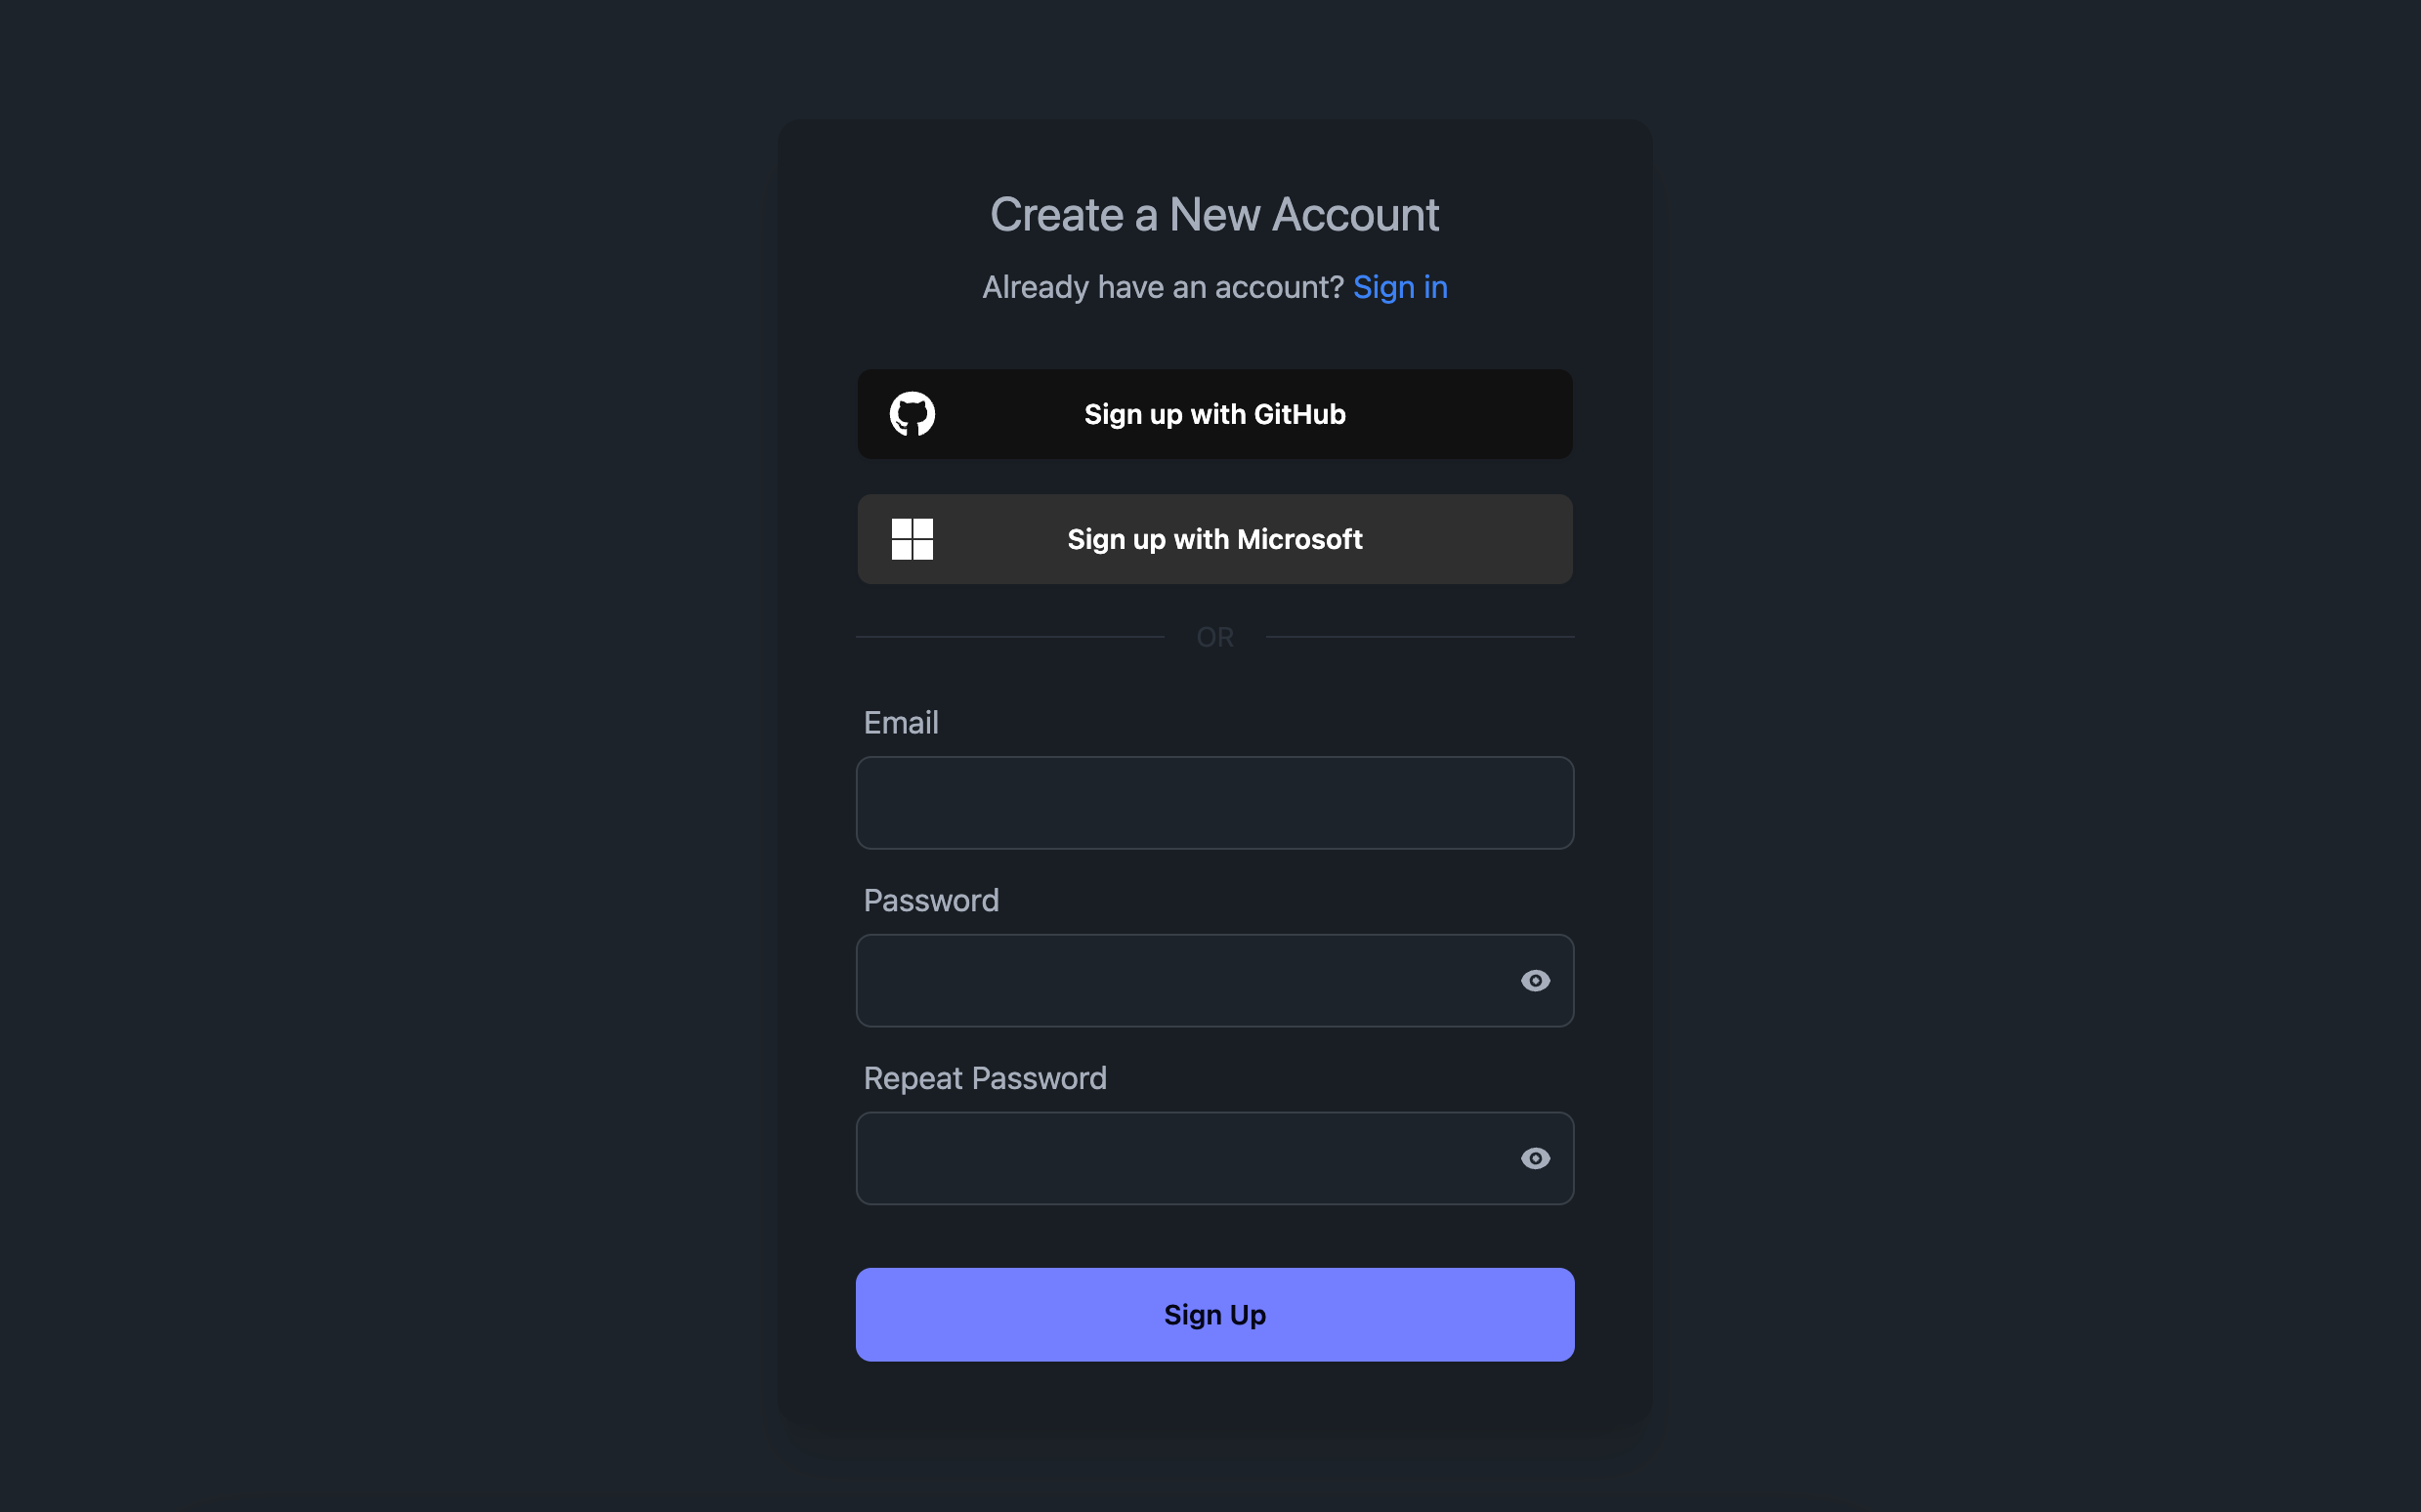 Create a New Account
Already have an account? Sign in
Sign up with GitHub
Sign up with Microsoft
OR
Email
Password
Repeat Password
Sign Up